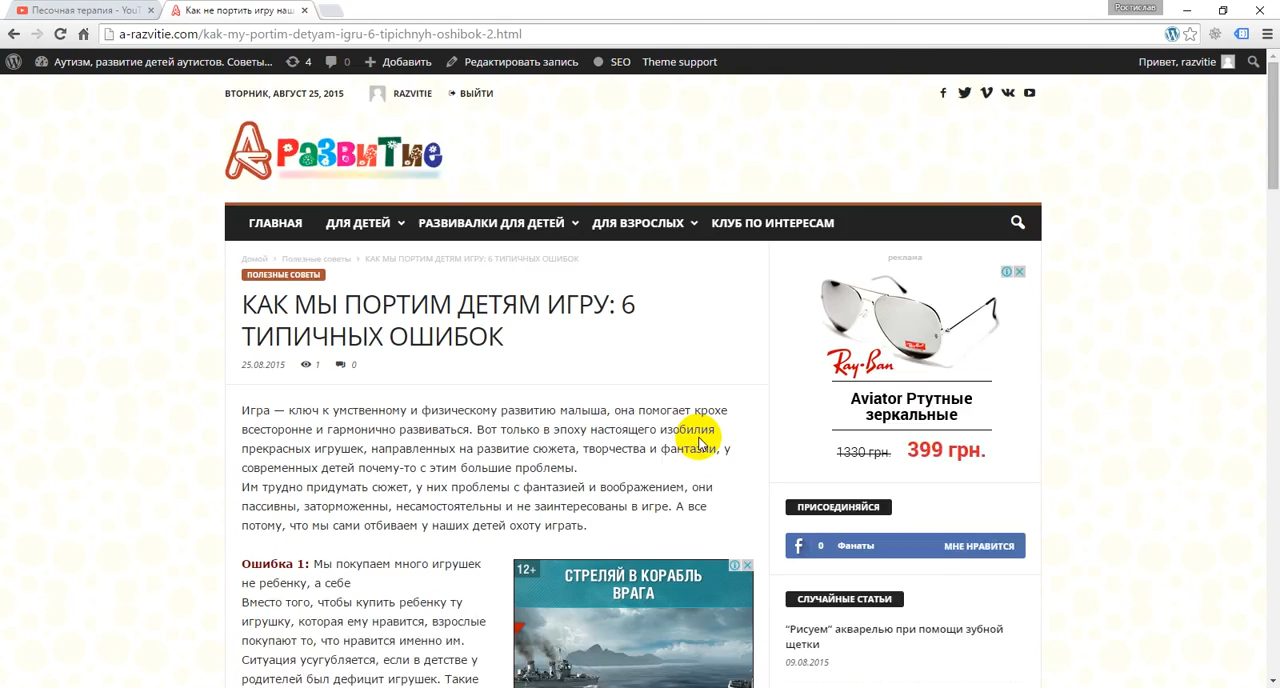 Песочная терапия - YouT
Как не портить игру наш
Ростислав
a-razvitie.com/kak-my-portim-detyam-igru-6-tipichnyh-oshibok-2.html
Аутизм, развитие детей аутистов. Советы...
4
0
Добавить
Редактировать запись
SEO
Theme support
Привет, razvitie
ВТОРНИК, АВГУСТ 25, 2015
RAZVITIE
ВЫЙТИ
А РазвиТие
ГЛАВНАЯ
ДЛЯ ДЕТЕЙ
РАЗВИВАЛКИ ДЛЯ ДЕТЕЙ
ДЛЯ ВЗРОСЛЫХ
КЛУБ ПО ИНТЕРЕСАМ
Домой › Полезные советы › КАК МЫ ПОРТИМ ДЕТЯМ ИГРУ: 6 ТИПИЧНЫХ ОШИБОК
ПОЛЕЗНЫЕ СОВЕТЫ
КАК МЫ ПОРТИМ ДЕТЯМ ИГРУ: 6
ТИПИЧНЫХ ОШИБОК
25.08.2015 1 0
Игра — ключ к умственному и физическому развитию малыша, она помогает крохе
всесторонне и гармонично развиваться. Вот только в эпоху настоящего изобилия
прекрасных игрушек, направленных на развитие сюжета, творчества и фантазии, у
современных детей почему-то с этим большие проблемы.
Им трудно придумать сюжет, у них проблемы с фантазией и воображением, они
пассивны, заторможенны, несамостоятельны и не заинтересованы в игре. А все
потому, что мы сами отбиваем у наших детей охоту играть.
Ошибка 1: Мы покупаем много игрушек
не ребенку, а себе
Вместо того, чтобы купить ребенку ту
игрушку, которая ему нравится, взрослые
покупают то, что нравится именно им.
Ситуация усугубляется, если в детстве у
родителей был дефицит игрушек. Такие
12+
СТРЕЛЯЙ В КОРАБЛЬ
ВРАГА
реклама
Ray-Ban
Aviator Ртутные
зеркальные
1330 грн. 399 грн.
ПРИСОЕДИНЯЙСЯ
0 Фанаты МНЕ НРАВИТСЯ
СЛУЧАЙНЫЕ СТАТЬИ
“Рисуем” акварелью при помощи зубной
щетки
09.08.2015